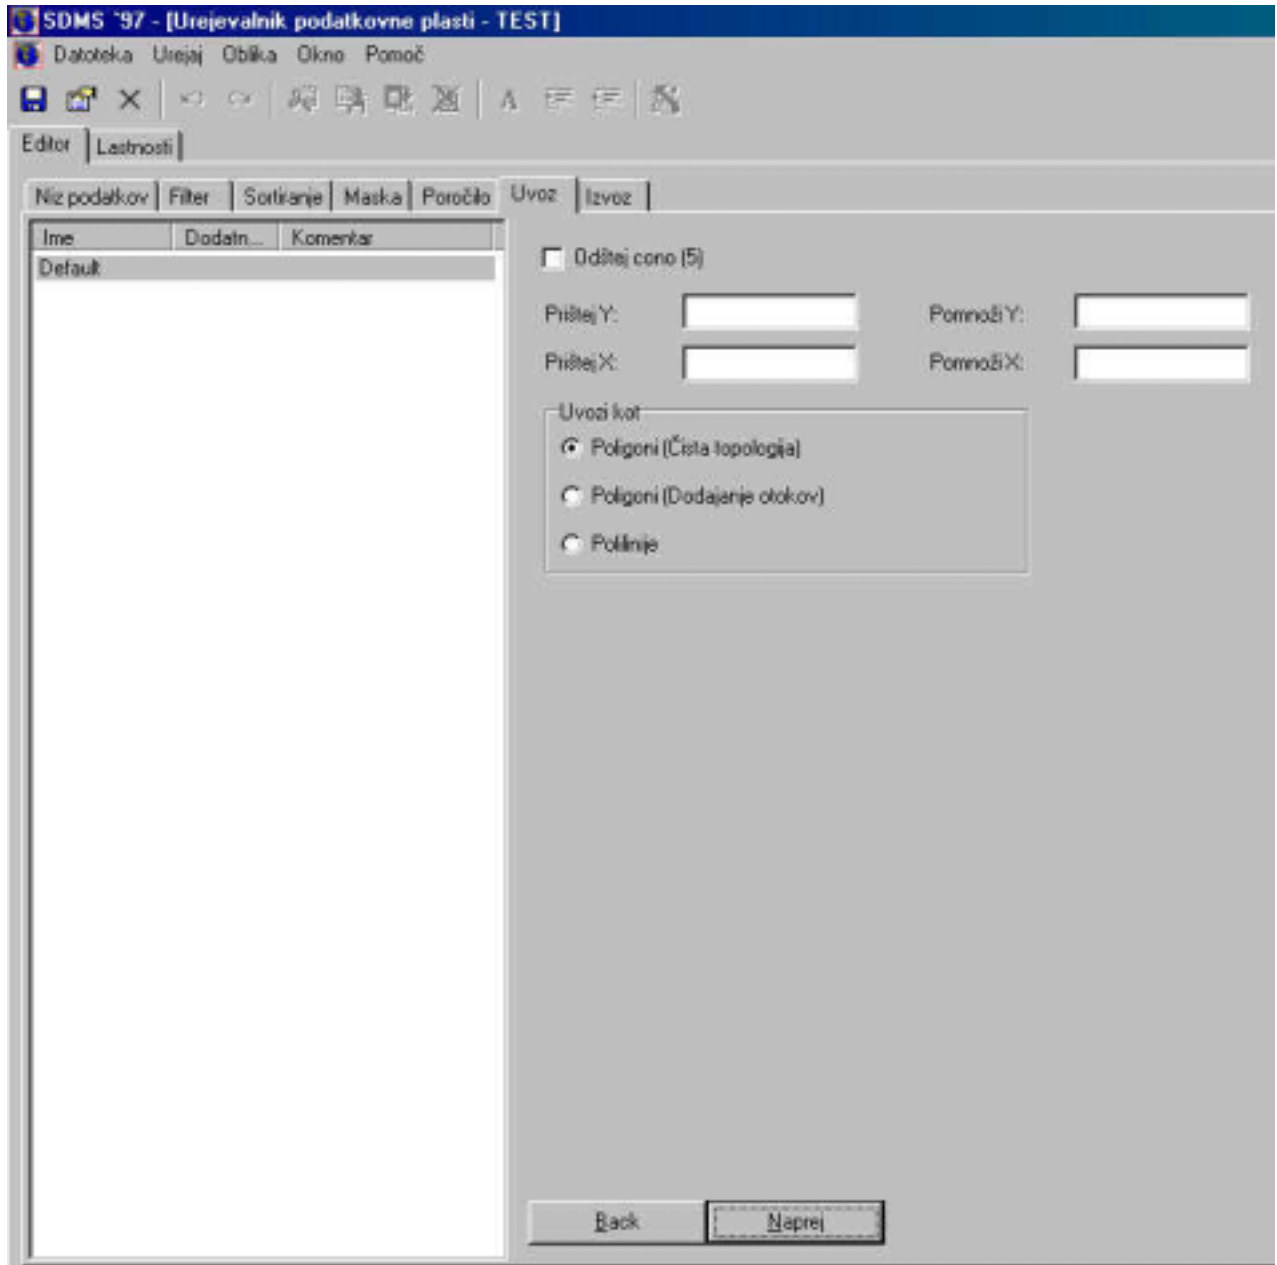 SDMS `97 - [Urejevalnik podatkovne plasti - TEST]
Datoteka Urejaj Oblika Okno Pomoč
A
Editor Lastnosti
Niz podatkov Filter Sortiranje Maska Poročilo Uvoz Izvoz
Ime Dodatn... Komentar
Default
Odštej cono (5)
Prištej Y: Pomnoži Y:
Prištej X: Pomnoži X:
Uvozi kot
Poligoni (Čista topologija)
Poligoni (Dodajanje otokov)
Polilinije
Back Naprej